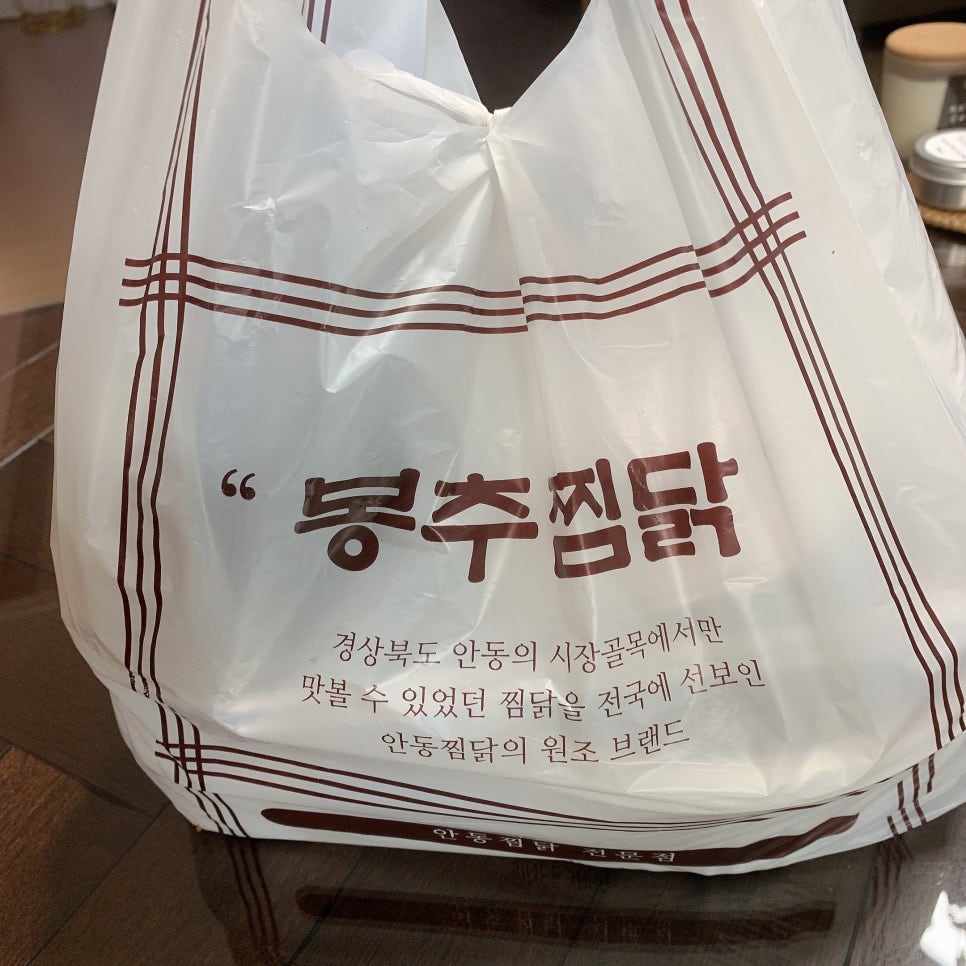 “ 봉추찜닭
경상북도 안동의 시장골목에서만
맛볼 수 있었던 찜닭을 전국에 선보인
안동찜닭의 원조 브랜드
안동찜닭 전문점